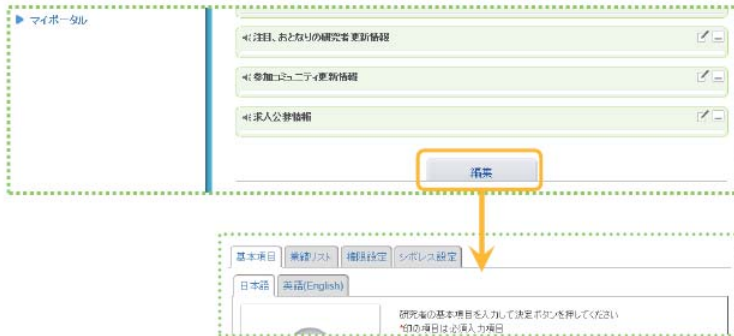 マイポータル
注目、おとなりの研究者更新情報
参加コミュニティ更新情報
求人公募情報
編集
基本項目 業績リスト 権限設定 シボレス設定
日本語 英語(English)
研究者の基本項目を入力して決定ボタンを押してください
*印の項目は必須入力項目